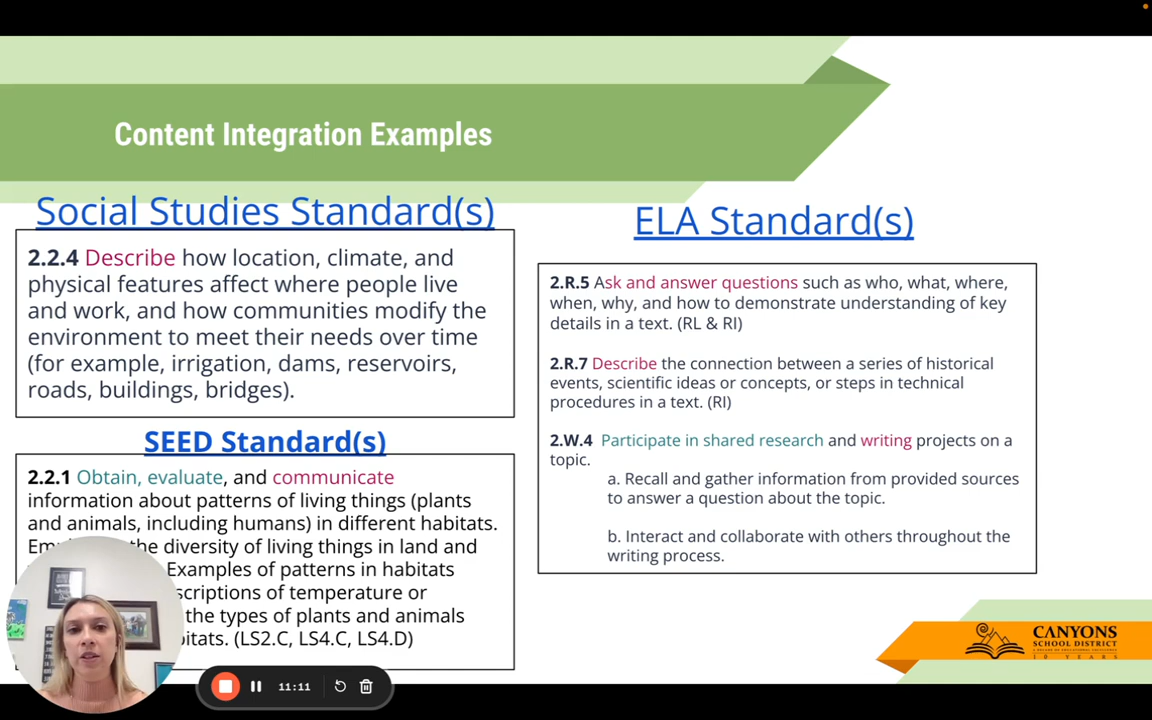 Content Integration Examples
Social Studies Standard(s)
2.2.4 Describe how location, climate, and
physical features affect where people live
and work, and how communities modify the
environment to meet their needs over time
(for example, irrigation, dams, reservoirs,
roads, buildings, bridges).
SEED Standard(s)
2.2.1 Obtain, evaluate, and communicate
information about patterns of living things (plants
and animals, including humans) in different habitats.
the diversity of living things in land and
Examples of patterns in habitats
descriptions of temperature or
the types of plants and animals
(LS2.C, LS4.C, LS4.D)
ELA Standard(s)
2.R.5 Ask and answer questions such as who, what, where,
when, why, and how to demonstrate understanding of key
details in a text. (RL & RI)
2.R.7 Describe the connection between a series of historical
events, scientific ideas or concepts, or steps in technical
procedures in a text. (RI)
2.W.4 Participate in shared research and writing projects on a
topic.
a. Recall and gather information from provided sources
to answer a question about the topic.
b. Interact and collaborate with others throughout the
writing process.
CANYONS
SCHOOL DISTRICT
10 YEARS
11:11